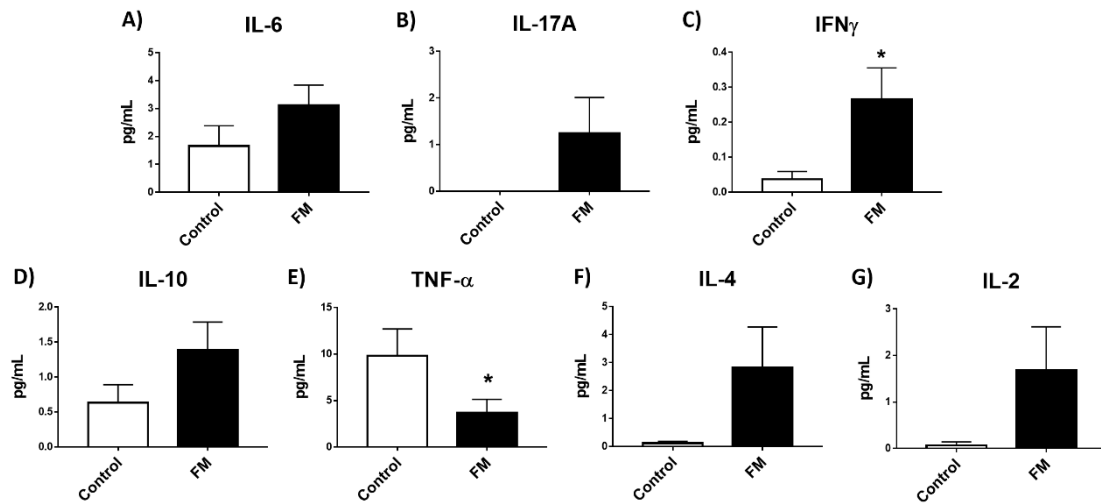 A) IL-6
pg/mL
5
4
3
2
1
0
Control
FM
B) IL-17A
pg/mL
3
2
1
0
Control
FM
C) IFNγ
pg/mL
0.4
0.3
0.2
0.1
0.0
*
Control
FM
D) IL-10
pg/mL
2.0
1.5
1.0
0.5
0.0
Control
FM
E) TNF-α
pg/mL
15
10
5
0
*
Control
FM
F) IL-4
pg/mL
5
4
3
2
1
0
Control
FM
G) IL-2
pg/mL
3
2
1
0
Control
FM